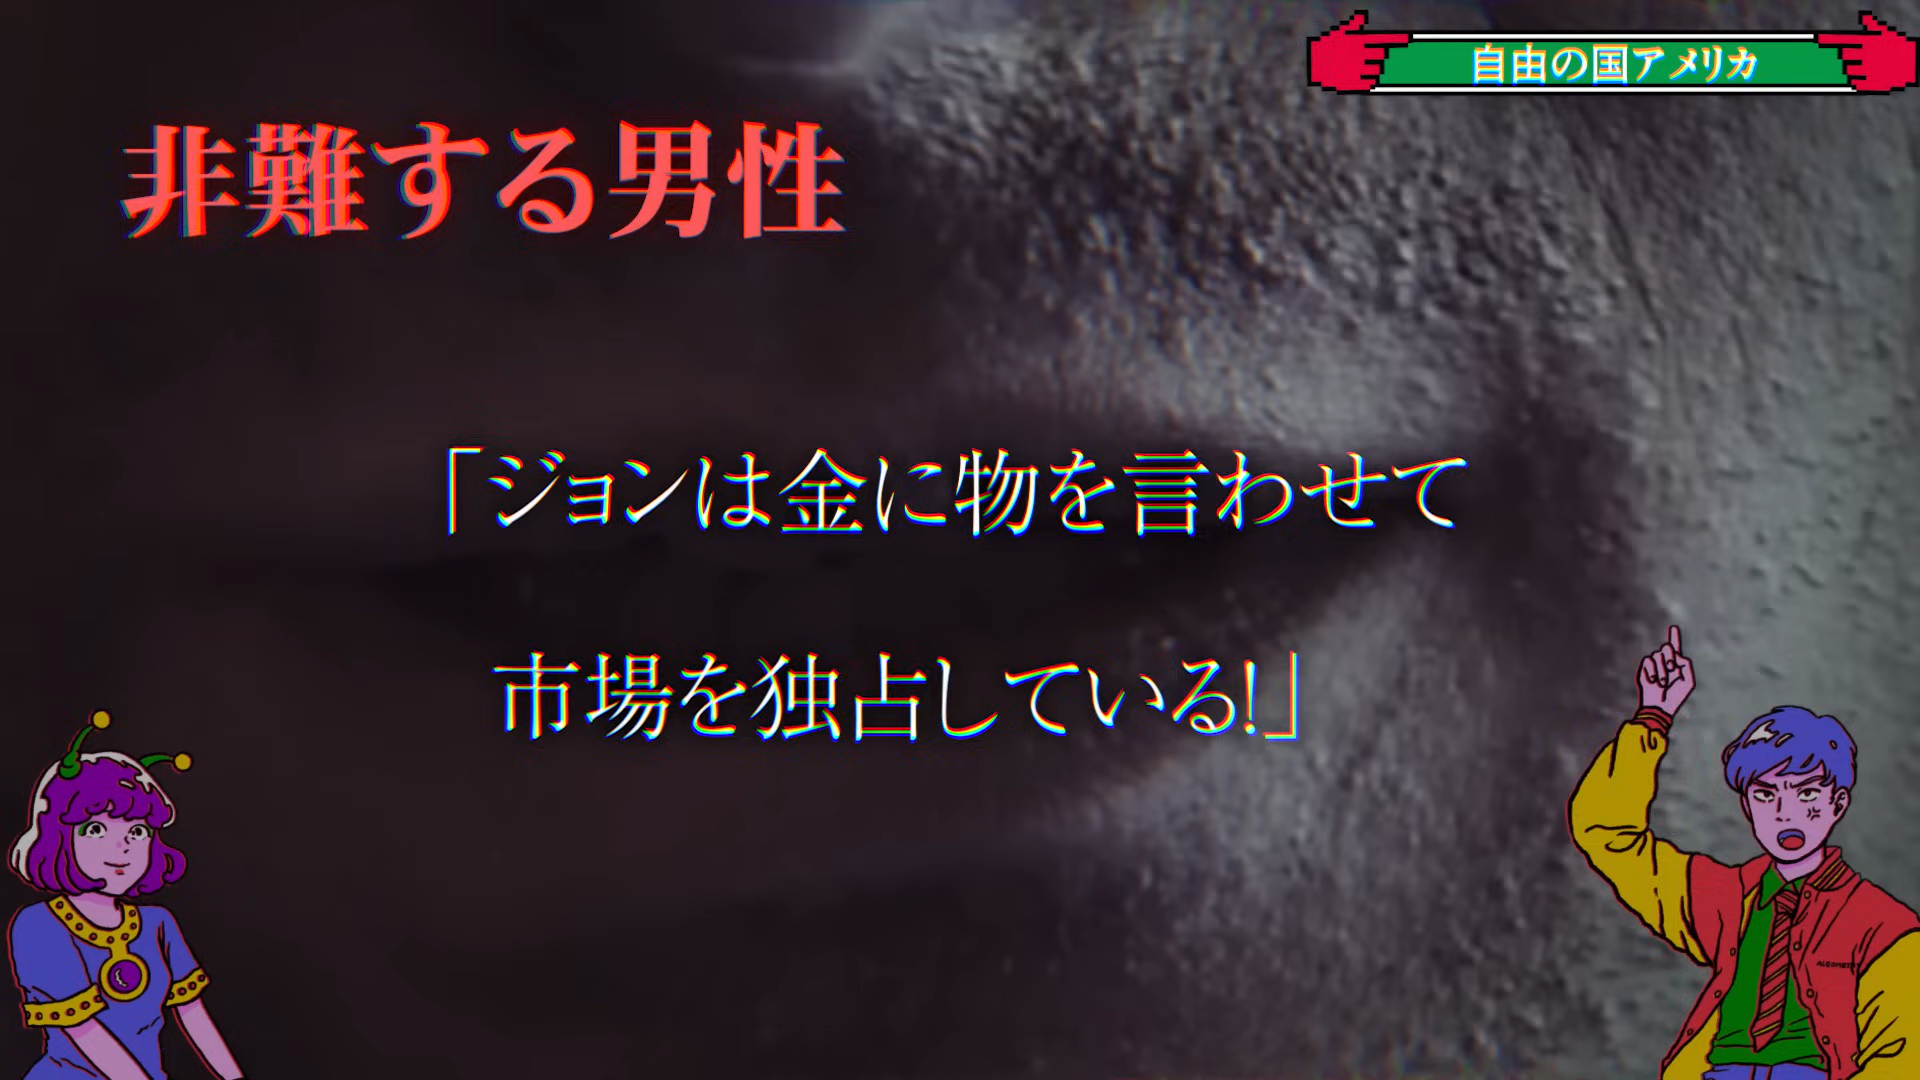 自由の国アメリカ
非難する男性
「ジョンは金に物を言わせて
市場を独占している!」